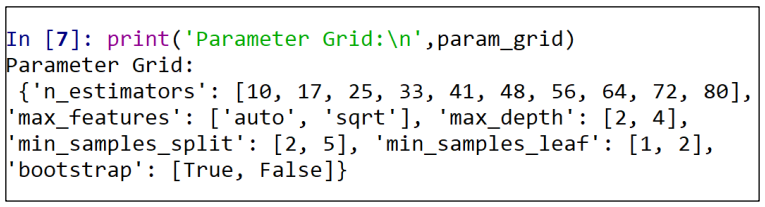 In [7]: print('Parameter Grid:\n',param_grid)
Parameter Grid:
 {'n_estimators': [10, 17, 25, 33, 41, 48, 56, 64, 72, 80],
'max_features': ['auto', 'sqrt'], 'max_depth': [2, 4],
'min_samples_split': [2, 5], 'min_samples_leaf': [1, 2],
'bootstrap': [True, False]}